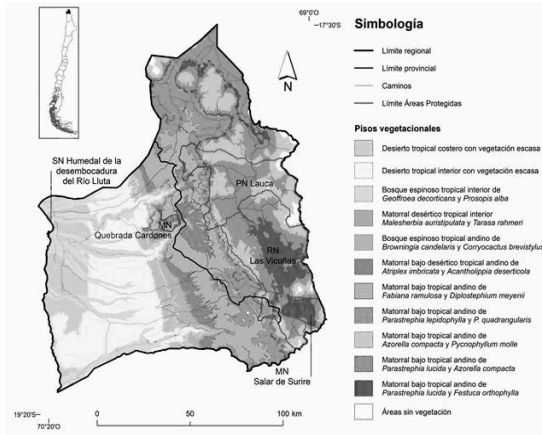 69°O
-17°30S
N
SN Humedal de la
desembocadura
del Río Lluta
PN Lauca
MN
Quebrada Cardones
RN
Las Vicuñas
MN
Salar de Surire
19°20S
-70°20
0
50
100 km
Simbología
Límite regional
Límite provincial
Caminos
Límite Áreas Protegidas
Pisos vegetacionales
Desierto tropical costero con vegetación escasa
Desierto tropical interior con vegetación escasa
Bosque espinoso tropical interior de
Geoffroea decorticans y Prosopis alba
Matorral desértico tropical interior
Malesherbia auristipulata y Tarasa rahmeri
Bosque espinoso tropical andino de
Browningia candelaris y Corryocactus brevistylus
Matorral bajo desértico tropical andino de
Atriplex imbricata y Acantholippia deserticola
Matorral bajo tropical andino de
Fabiana ramulosa y Diplostephium meyenii
Matorral bajo tropical andino de
Parastrephia lepidophylla y P. quadrangularis
Matorral bajo tropical andino de
Azorella compacta y Pycnophyllum molle
Matorral bajo tropical andino de
Parastrephia lucida y Azorella compacta
Matorral bajo tropical andino de
Parastrephia lucida y Festuca orthophylla
Áreas sin vegetación